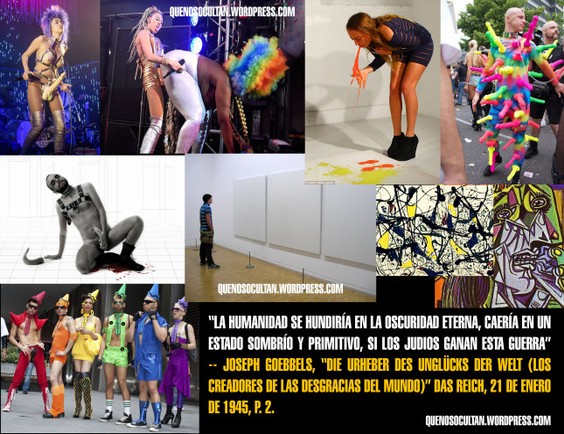 QUENOSOCULTAN.WORDPRESS.COM
QUENOSOCULTAN.WORDPRESS.COM
“LA HUMANIDAD SE HUNDIRÍA EN LA OSCURIDAD ETERNA, CAERÍA EN UN
ESTADO SOMBRÍO Y PRIMITIVO, SI LOS JUDIOS GANAN ESTA GUERRA”
-- JOSEPH GOEBBELS, “DIE URHEBER DES UNGLÜCKS DER WELT (LOS
CREADORES DE LAS DESGRACIAS DEL MUNDO)” DAS REICH, 21 DE ENERO
DE 1945, P. 2.
QUENOSOCULTAN.WORDPRESS.COM